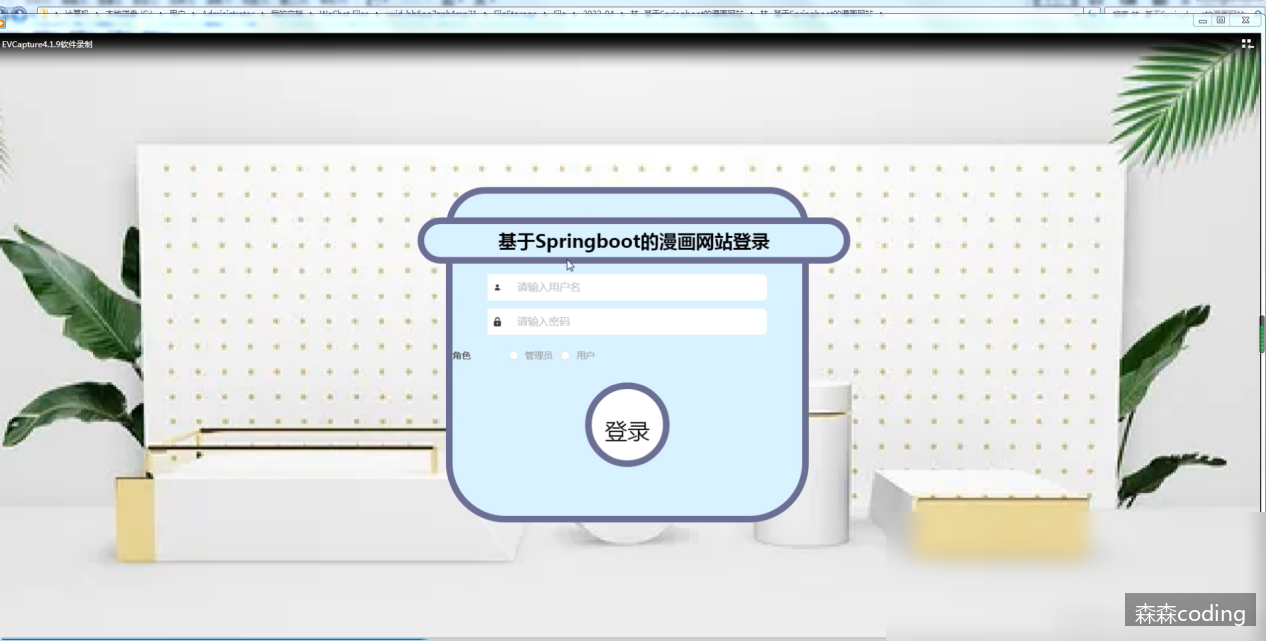 EVCapture4.1.9软件录制
基于Springboot的漫画网站登录
请输入用户名
请输入密码
角色 管理员 用户
登录
森森coding